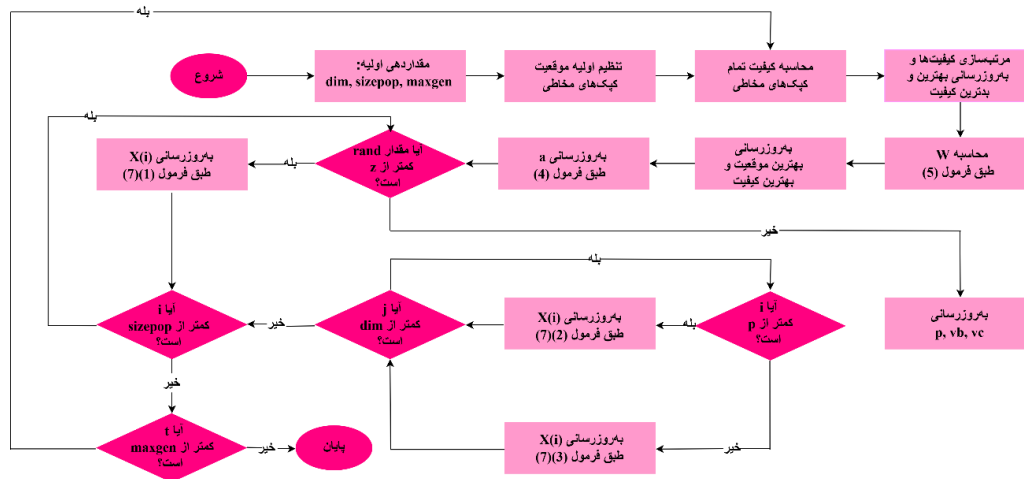 بله
شروع
مقداردهی اولیه:
dim, sizepop, maxgen
تنظیم اولیه موقعیت
کپک‌های مخاطی
محاسبه کیفیت تمام
کپک‌های مخاطی
مرتب‌سازی کیفیت‌ها و
به‌روزرسانی بهترین و
بدترین کیفیت
محاسبه W
طبق فرمول
(5)
به‌روزرسانی
بهترین موقعیت و
بهترین کیفیت
به‌روزرسانی a
طبق فرمول (4)
آیا مقدار rand
کمتر از z
است؟
بله
بله
به‌روزرسانی X(i)
طبق فرمول (1)(7)
خیر
به‌روزرسانی
p, vb, vc
بله
آیا i
کمتر از p
است؟
بله
به‌روزرسانی X(i)
طبق فرمول (2)(7)
آیا j
کمتر از dim
است؟
خیر
آیا i
کمتر از sizepop
است؟
خیر
به‌روزرسانی X(i)
طبق فرمول (3)(7)
خیر
آیا t
کمتر از maxgen
است؟
خیر
پایان